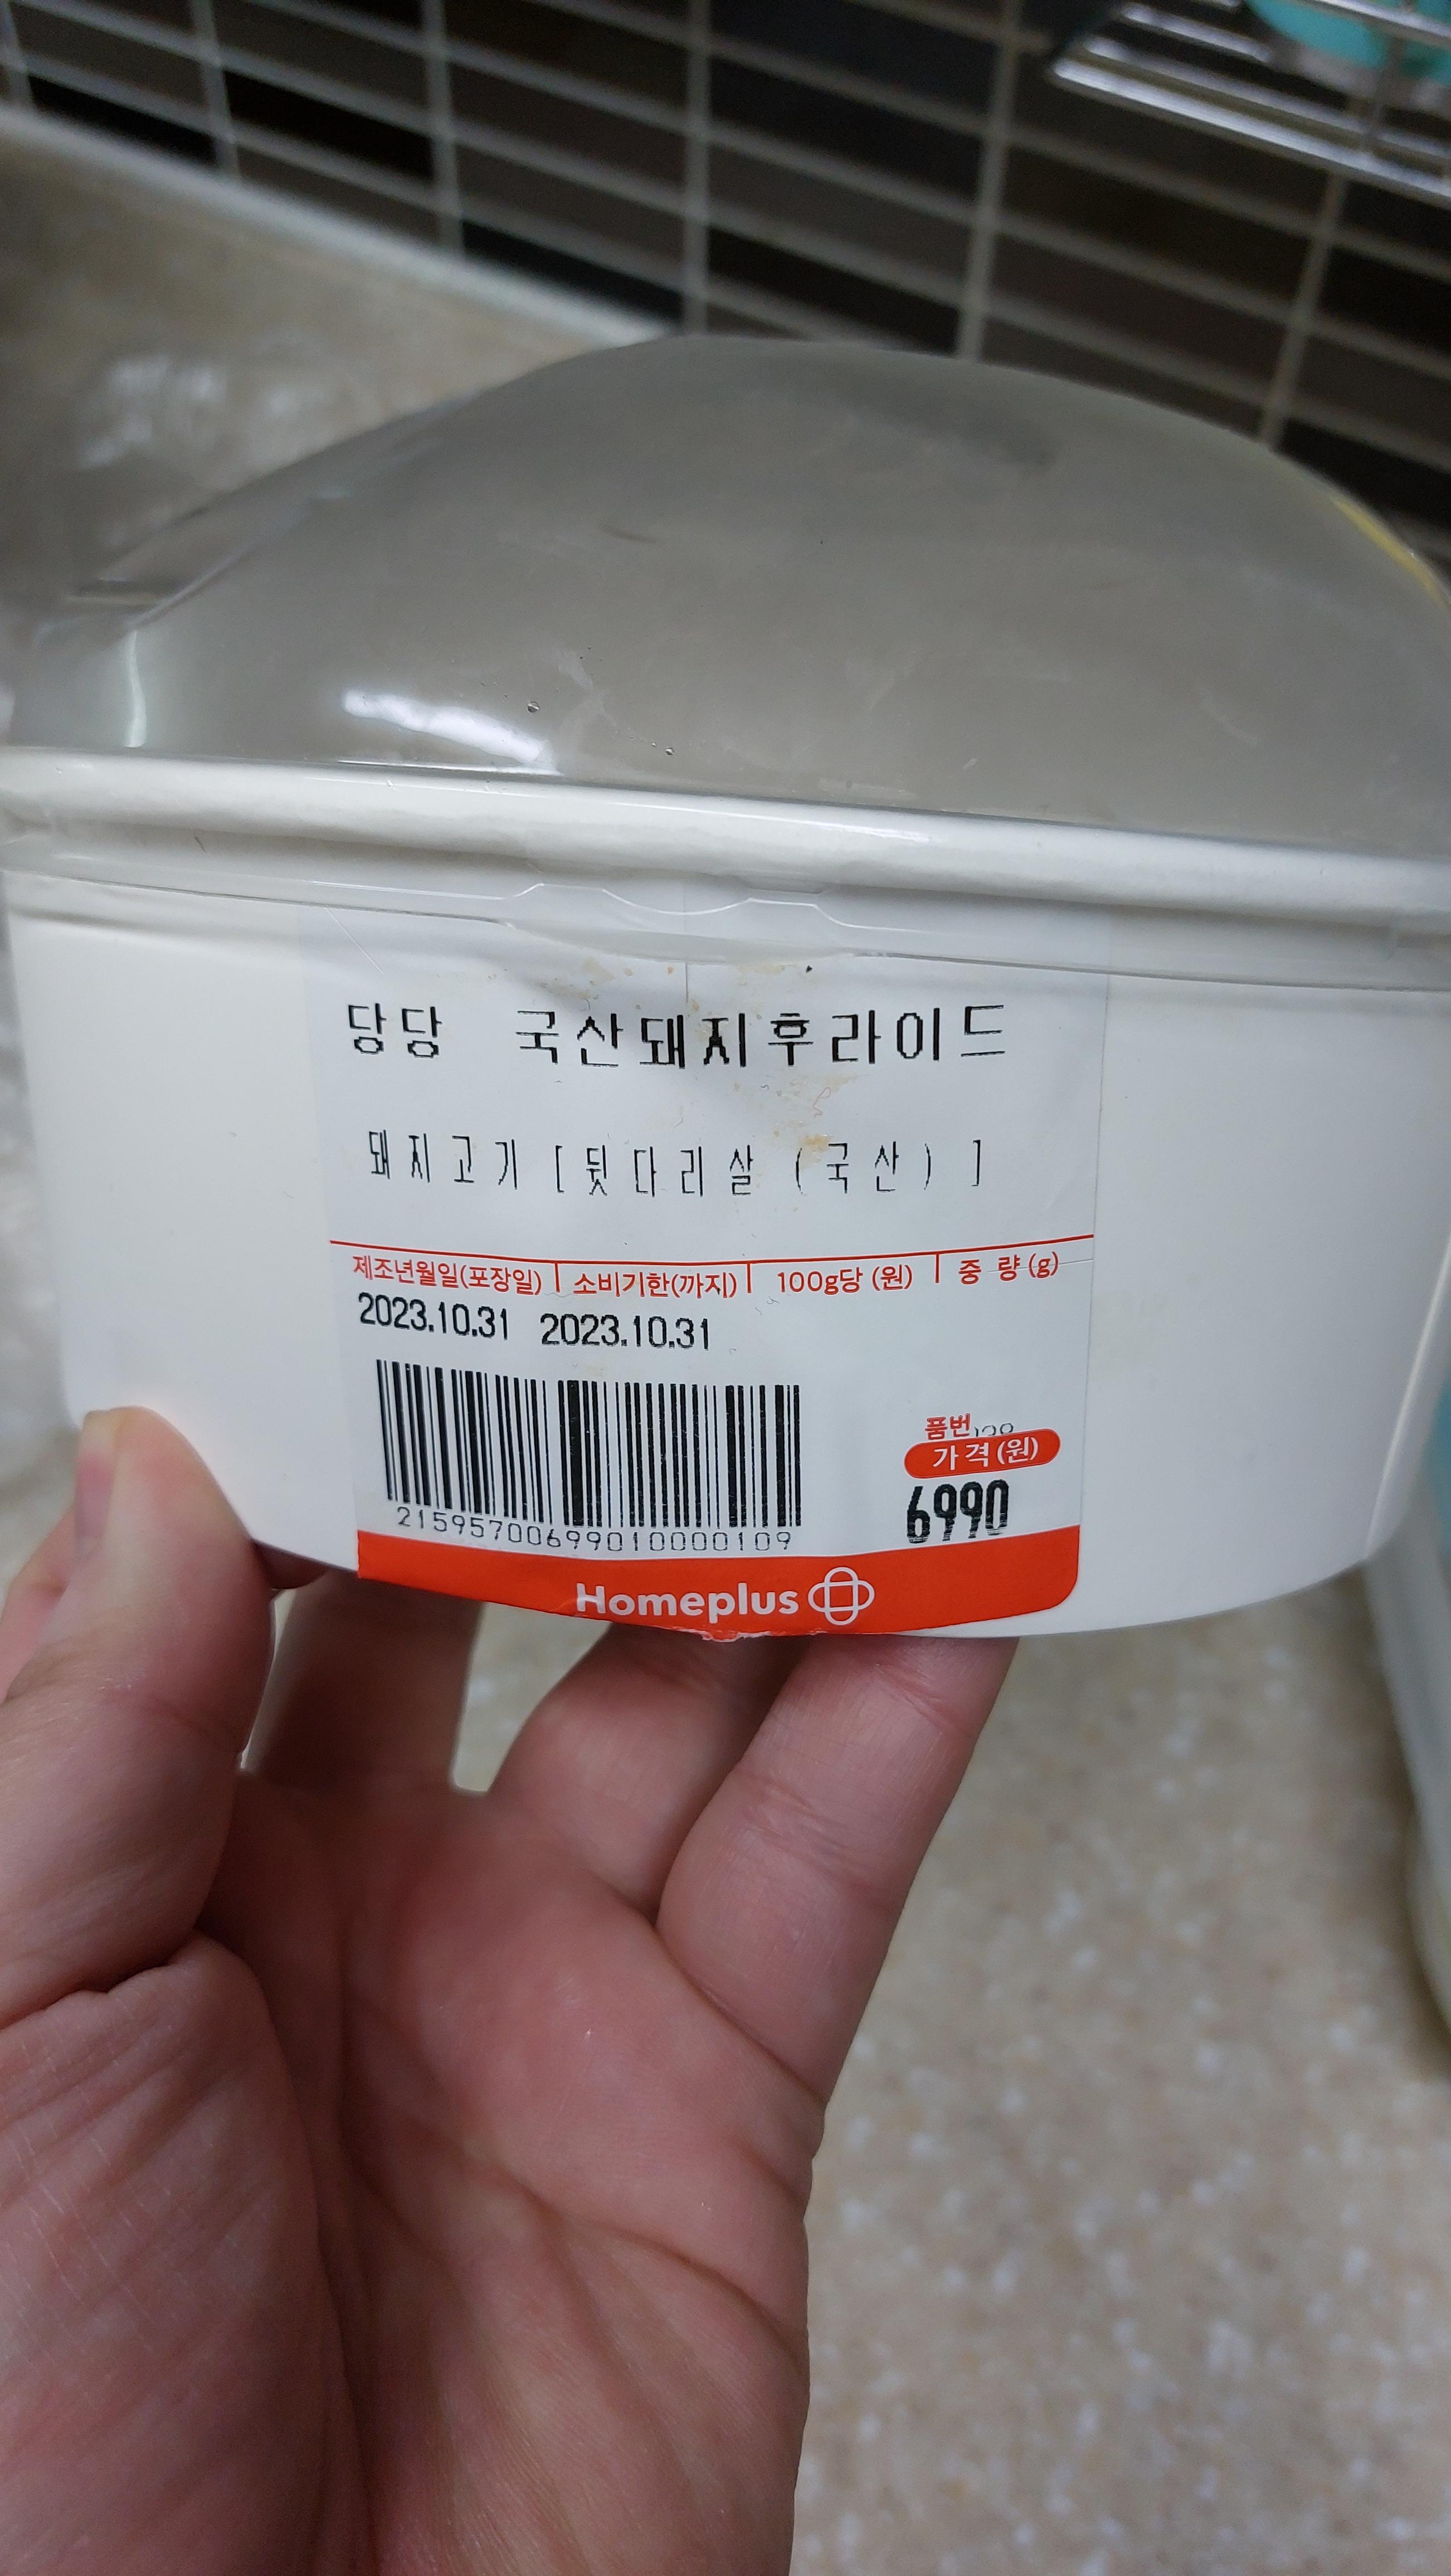 당당 국산돼지후라이드
돼지고기[뒷다리살(국산)]
제조년월일(포장일) 소비기한(까지) 100g당 (원) 중 량 (g)
2023.10.31 2023.10.31
품번
가 격 (원)
6990
21595700699010000109
Homeplus